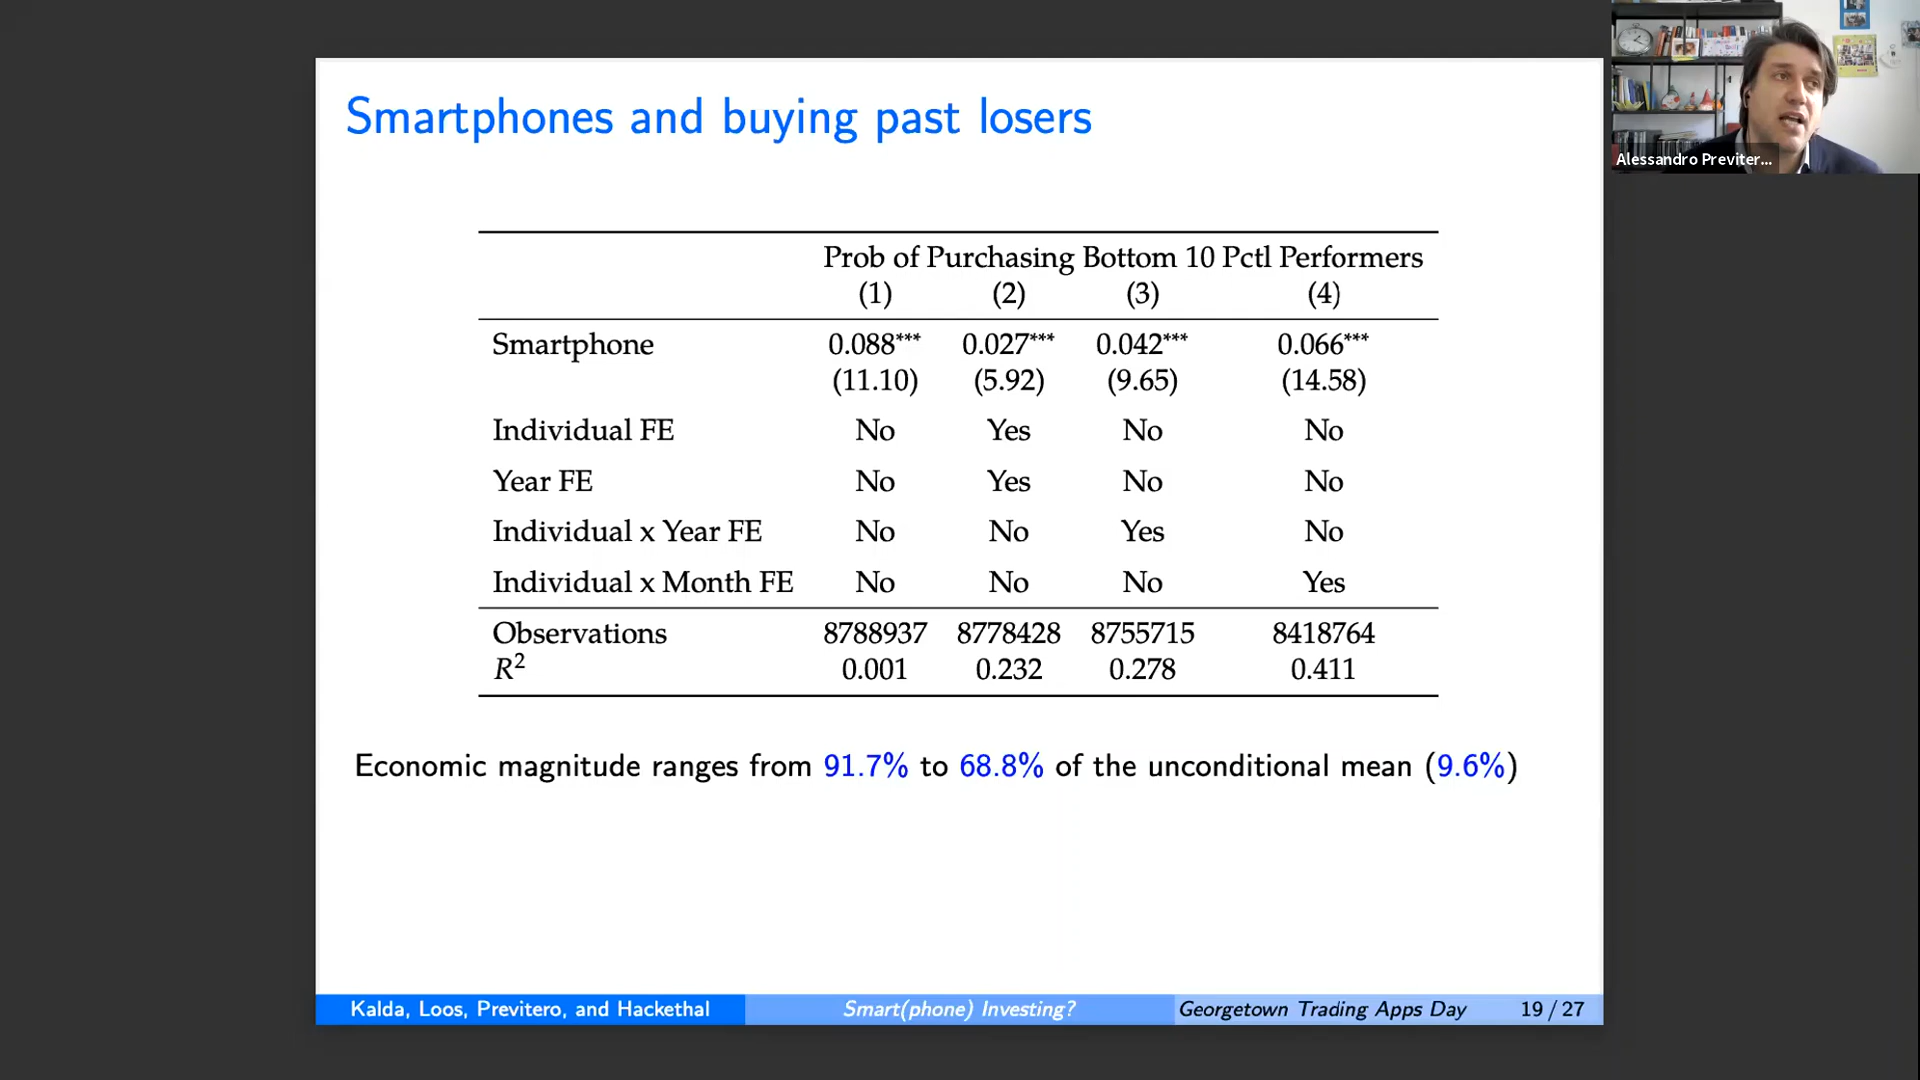 Smartphones and buying past losers
Alessandro Previter...
Prob of Purchasing Bottom 10 Pctl Performers
(1) (2) (3) (4)
Smartphone 0.088*** 0.027*** 0.042*** 0.066***
(11.10) (5.92) (9.65) (14.58)
Individual FE No Yes No No
Year FE No Yes No No
Individual x Year FE No No Yes No
Individual x Month FE No No No Yes
Observations 8788937 8778428 8755715 8418764
R² 0.001 0.232 0.278 0.411
Economic magnitude ranges from 91.7% to 68.8% of the unconditional mean (9.6%)
Kalda, Loos, Previtero, and Hackethal Smart(phone) Investing? Georgetown Trading Apps Day 19 / 27